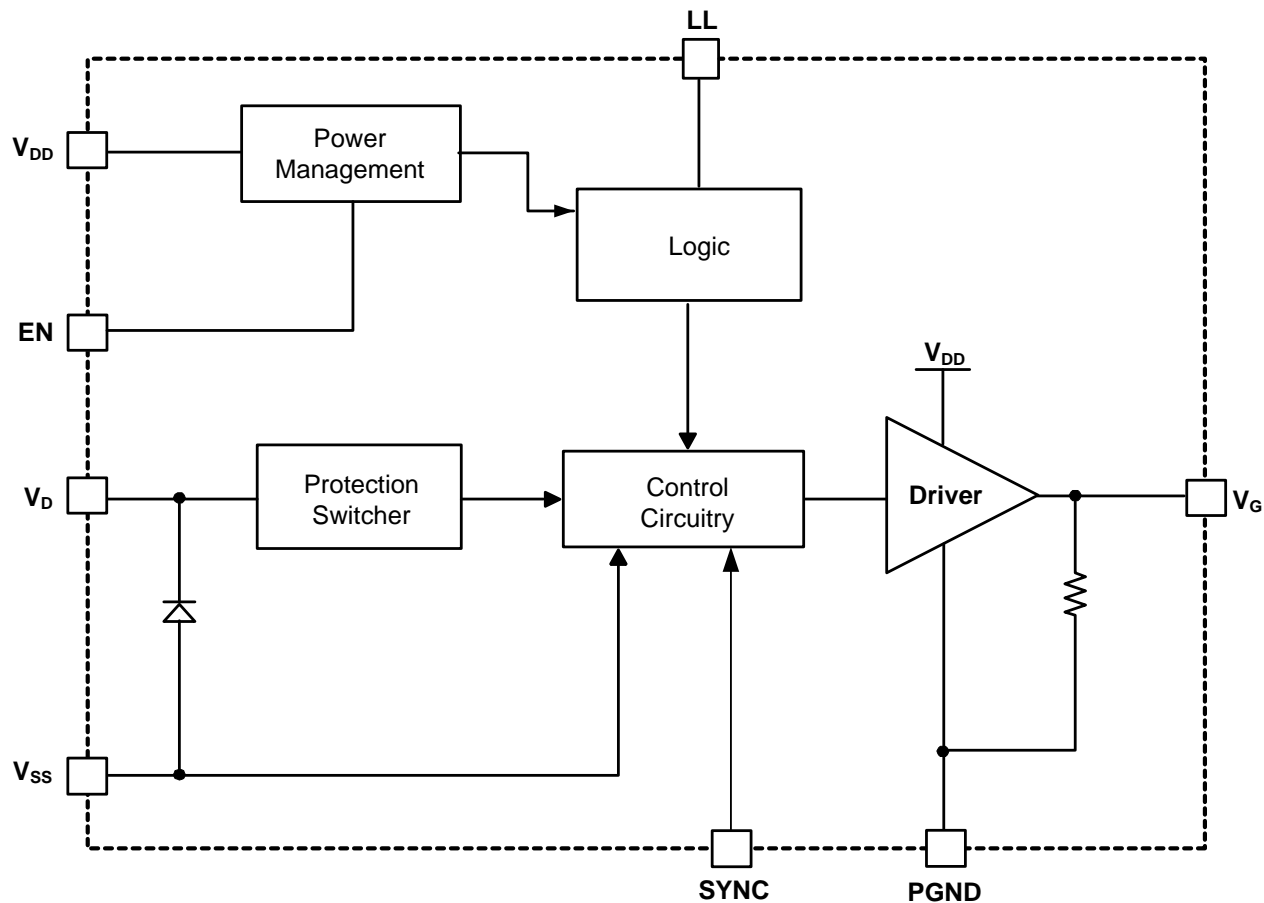 LL
VDD
Power
Management
Logic
EN
VDD
VD
Protection
Switcher
Control
Circuitry
Driver
VG
VSS
SYNC
PGND